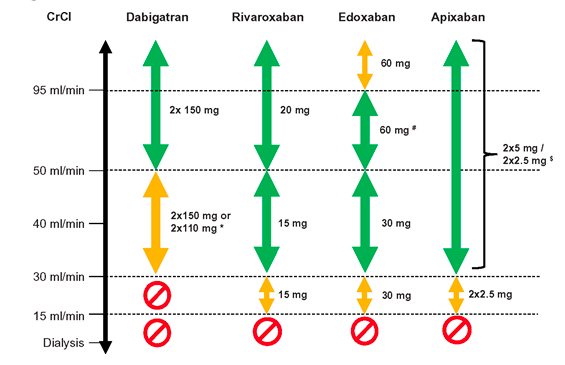 CrCl Dabigatran Rivaroxaban Edoxaban Apixaban
60 mg
95 ml/min
2x 150 mg 20 mg
60 mg #
2x5 mg /
2x2.5 mg $
50 ml/min
2x150 mg or
2x110 mg *
40 ml/min 15 mg 30 mg
30 ml/min
15 mg 30 mg 2x2.5 mg
15 ml/min
Dialysis